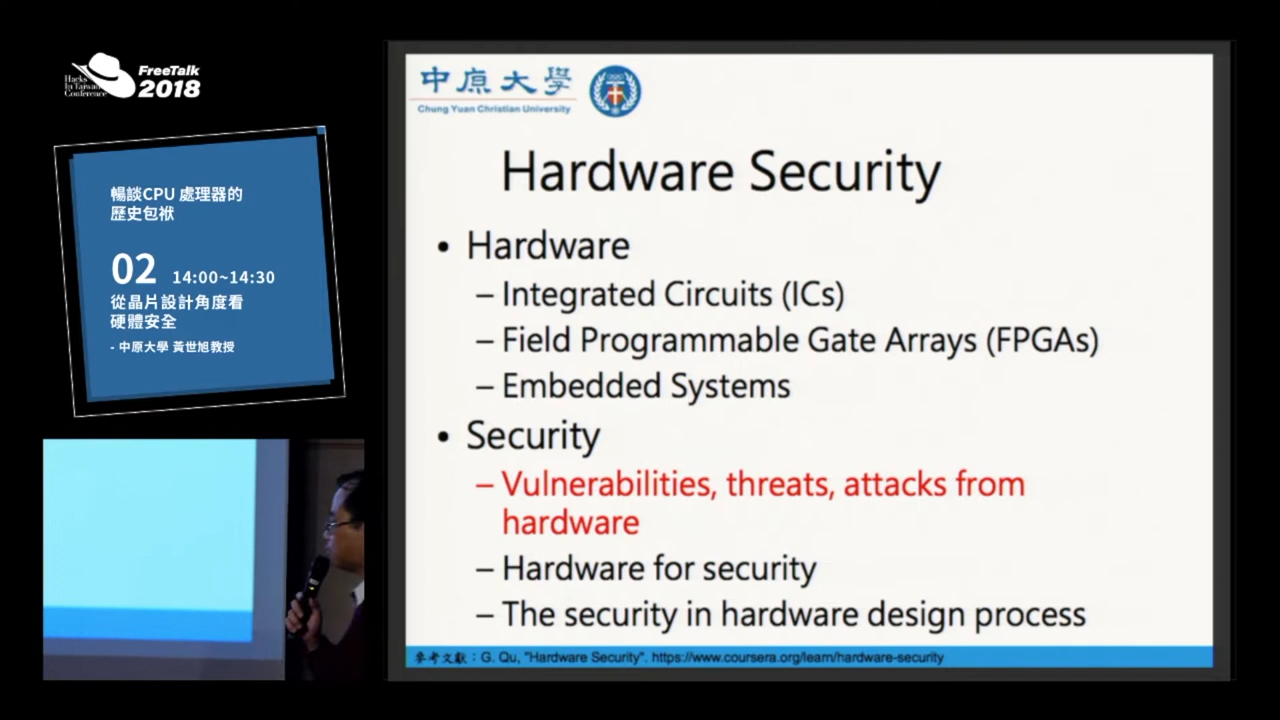 Hacks
In Taiwan
Conference
FreeTalk
2018
暢談CPU 處理器的
歷史包袱
02 14:00~14:30
從晶片設計角度看
硬體安全
- 中原大學 黃世旭教授
中原大學
Chung Yuan Christian University
Hardware Security
• Hardware
– Integrated Circuits (ICs)
– Field Programmable Gate Arrays (FPGAs)
– Embedded Systems
• Security
– Vulnerabilities, threats, attacks from
hardware
– Hardware for security
– The security in hardware design process
參考文獻：G. Qu, "Hardware Security". https://www.coursera.org/learn/hardware-security